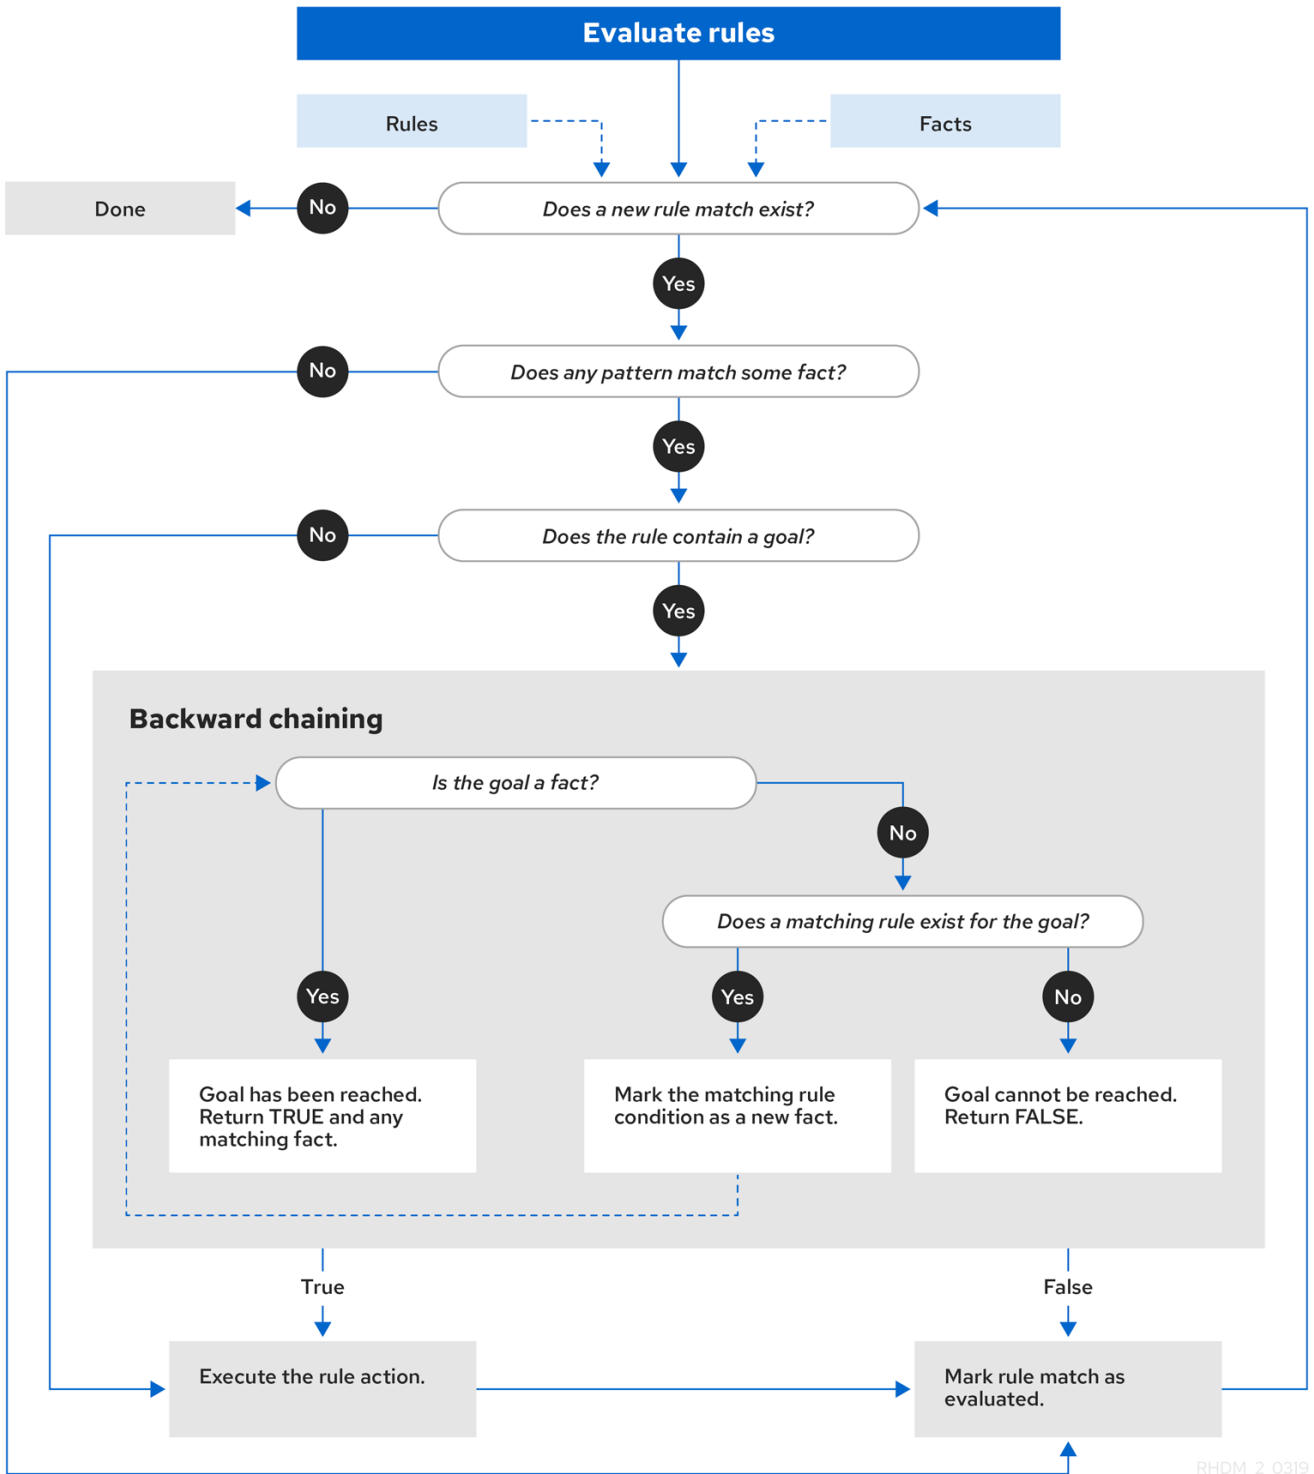 Evaluate rules
Rules
Facts
Done
No
Does a new rule match exist?
Yes
No
Does any pattern match some fact?
Yes
No
Does the rule contain a goal?
Yes
Backward chaining
Is the goal a fact?
No
Does a matching rule exist for the goal?
Yes
Yes
No
Goal has been reached.
Return TRUE and any
matching fact.
Mark the matching rule
condition as a new fact.
Goal cannot be reached.
Return FALSE.
True
False
Execute the rule action.
Mark rule match as
evaluated.
RHDM_2_0319